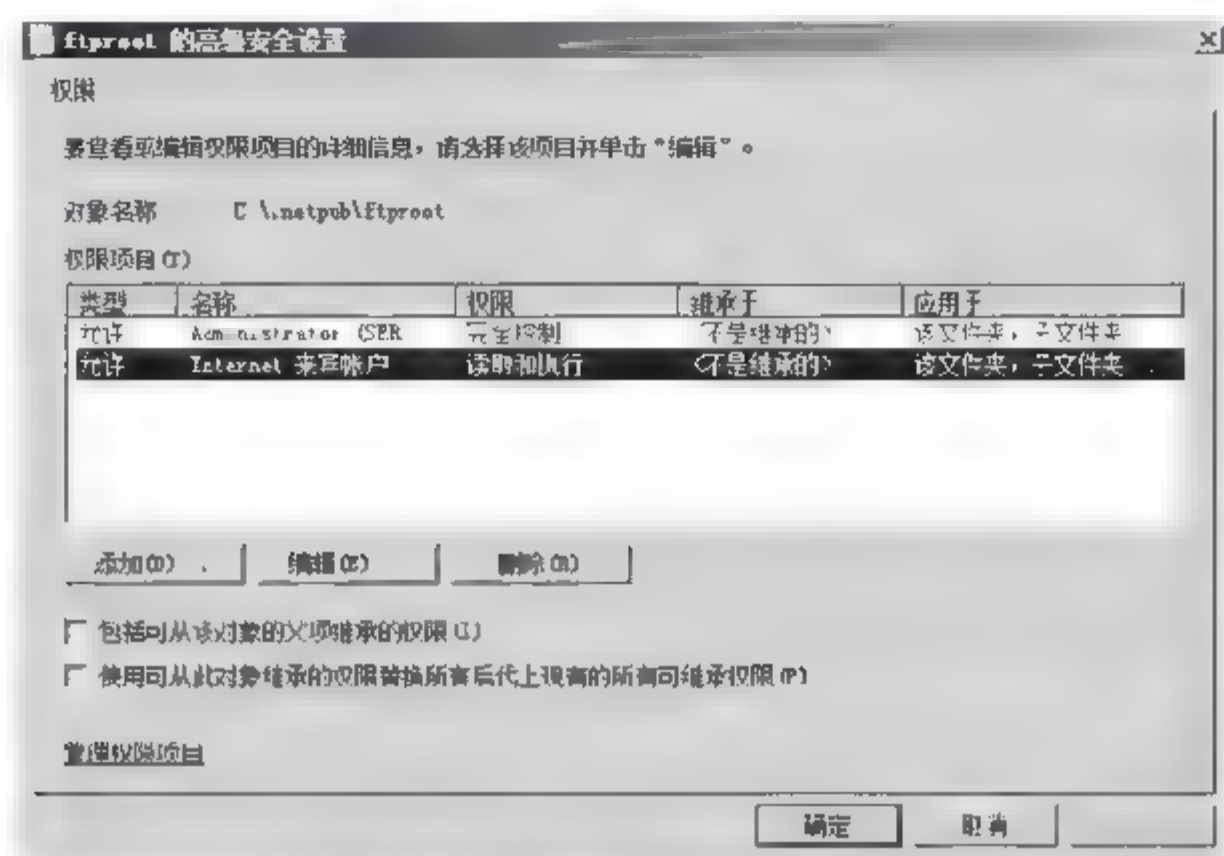 ftproot 的高级安全设置
权限
要查看或编辑权限项目的详细信息，请选择该项目并单击“编辑”。
对象名称 C \inetpub\ftproot
权限项目(T)
类型 名称 权限 继承于 应用于
允许 Administrator (SER 完全控制 <不是继承的> 该文件夹，子文件夹
允许 Internet 来宾帐户 读取和执行 <不是继承的> 该文件夹，子文件夹
添加(D) 编辑(E) 删除(R)
包括可从该对象的父项继承的权限(I)
使用可从此对象继承的权限替换所有后代上现有的所有可继承权限(P)
管理权限项目
确定 取消